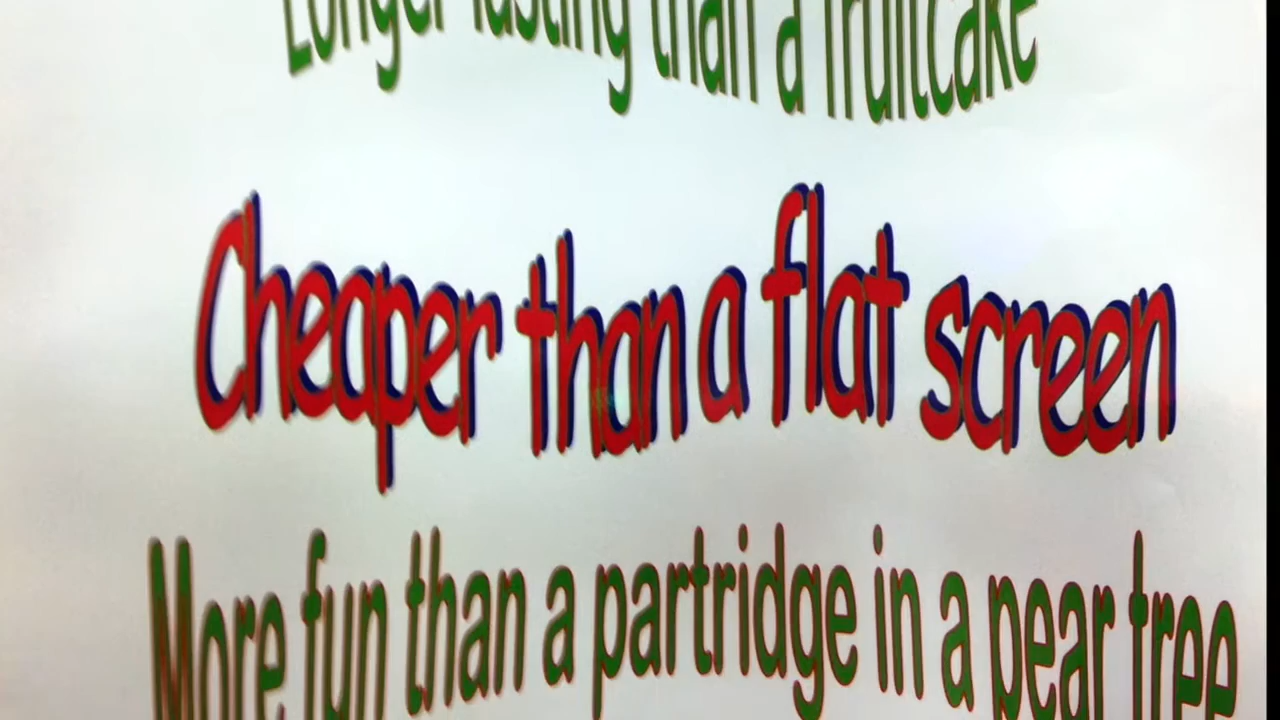 Longer lasting than a fruitcake
Cheaper than a flat screen
More fun than a partridge in a pear tree